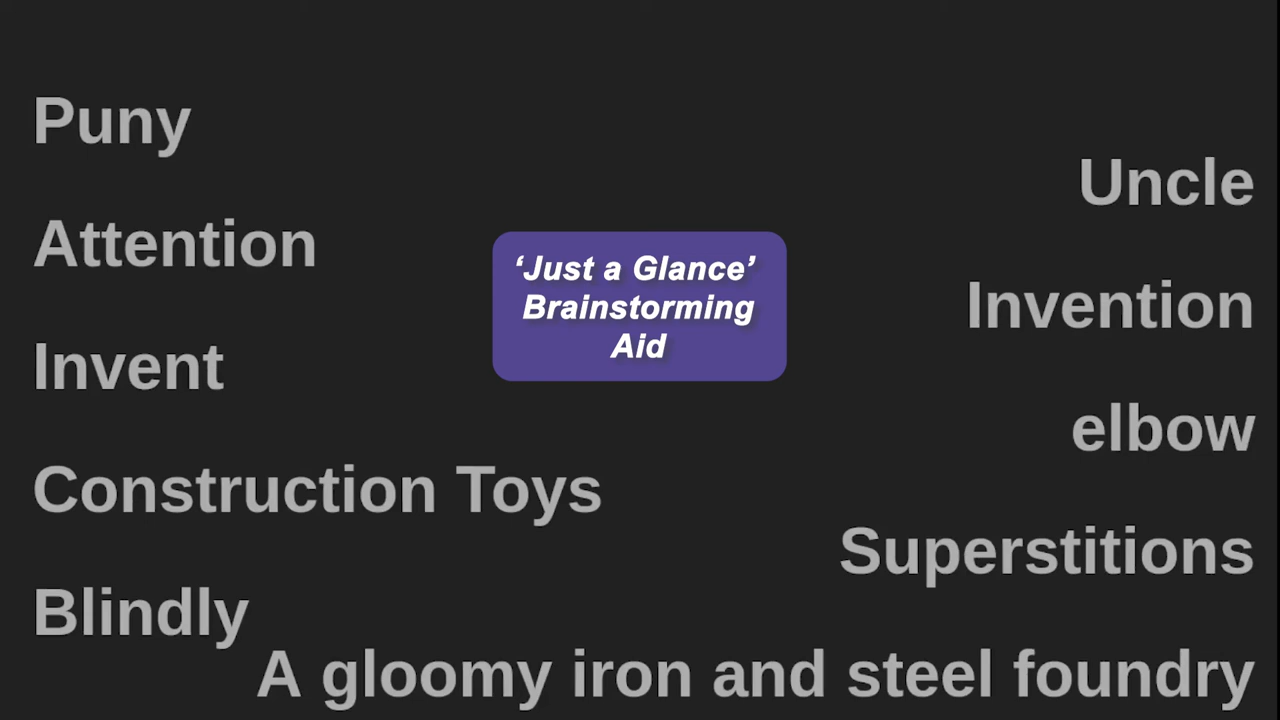 Puny
Uncle
Attention
‘Just a Glance’
Brainstorming
Aid
Invention
Invent
elbow
Construction Toys
Superstitions
Blindly
A gloomy iron and steel foundry